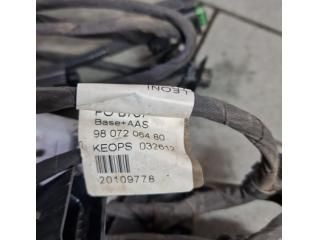 LEONI
Base+AAS
98 072 064 80
KEOPS 032612
20109778